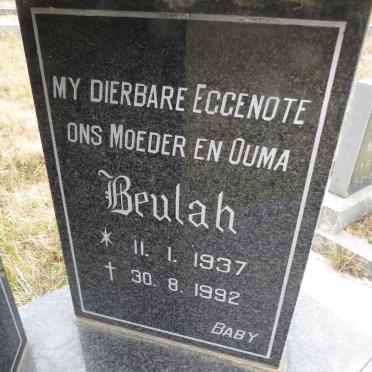 MY DIERBARE EGGENOTE
ONS MOEDER EN OUMA
Beulah
* 11. 1. 1937
† 30. 8. 1992
BABY